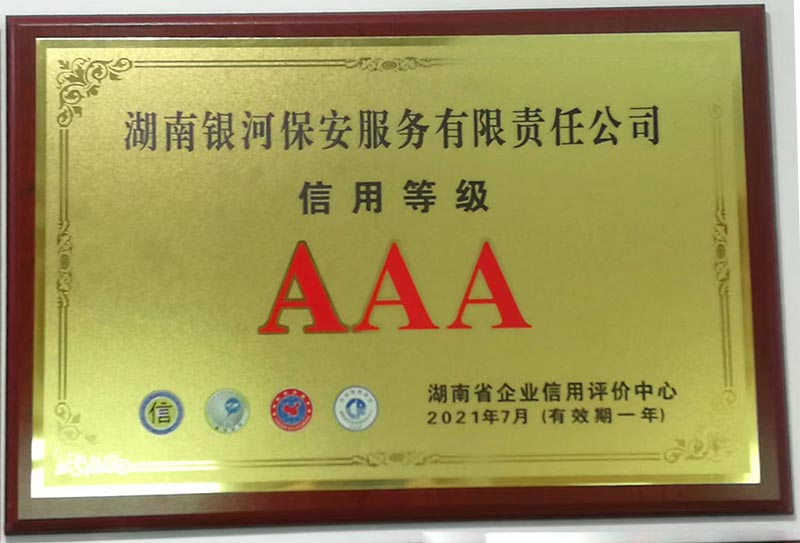 湖南银河保安服务有限责任公司
信用等级
AAA
信
湖南省企业信用评价中心
2021年7月（有效期一年）